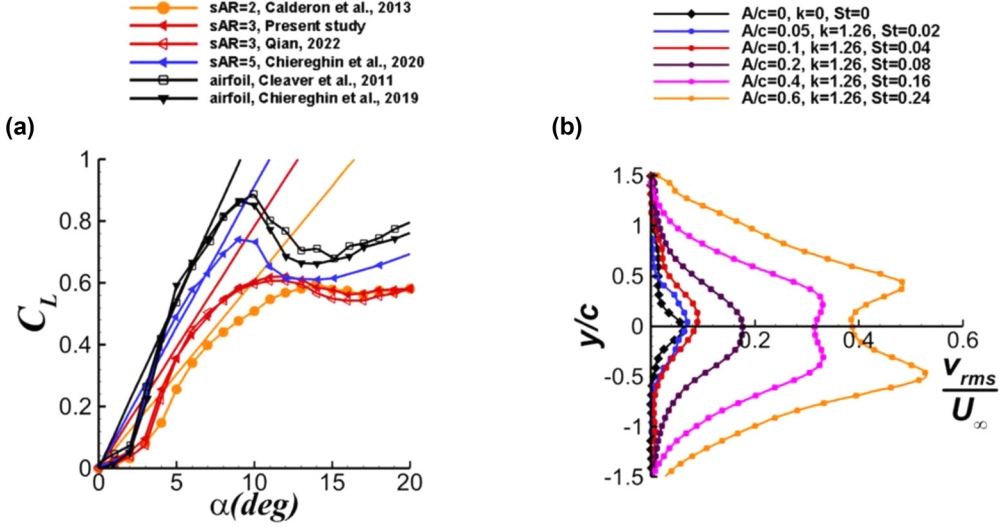 sAR=2, Calderon et al., 2013
sAR=3, Present study
sAR=3, Qian, 2022
sAR=5, Chiereghin et al., 2020
airfoil, Cleaver et al., 2011
airfoil, Chiereghin et al., 2019
A/c=0, k=0, St=0
A/c=0.05, k=1.26, St=0.02
A/c=0.1, k=1.26, St=0.04
A/c=0.2, k=1.26, St=0.08
A/c=0.4, k=1.26, St=0.16
A/c=0.6, k=1.26, St=0.24
(a)
1
0.8
0.6
0.4
0.2
0
C_L
0 5 10 15 20
α(deg)
(b)
1.5
1
0.5
0
-0.5
-1
-1.5
y/c
0.2 0.4 0.6
v_rms
U_∞